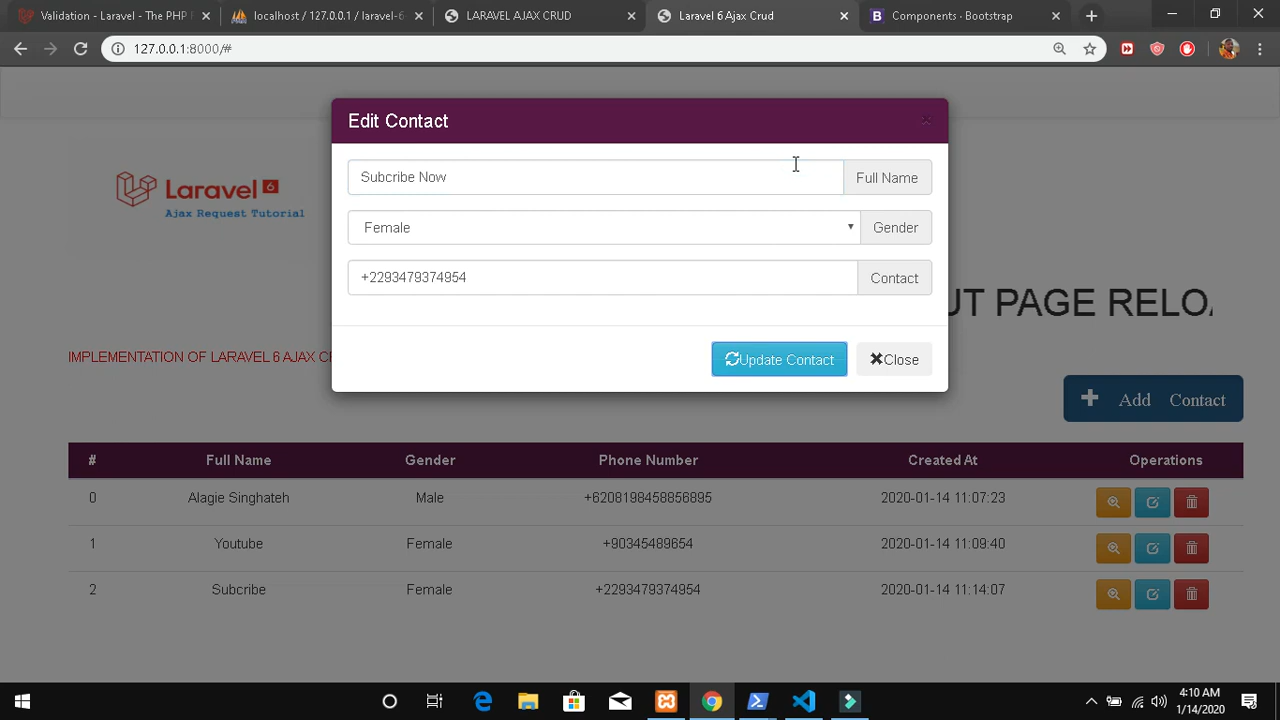 Validation - Laravel - The PHP F
localhost / 127.0.0.1 / laravel-6
LARAVEL AJAX CRUD
Laravel 6 Ajax Crud
Components · Bootstrap
127.0.0.1:8000/#
Edit Contact
×
Subcribe Now
Full Name
Female
Gender
+2293479374954
Contact
Update Contact
Close
Laravel 6
Ajax Request Tutorial
UT PAGE RELOA
IMPLEMENTATION OF LARAVEL 6 AJAX CR
Add Contact
# Full Name Gender Phone Number Created At Operations
0 Alagie Singhateh Male +6208198458856895 2020-01-14 11:07:23
1 Youtube Female +90345489654 2020-01-14 11:09:40
2 Subcribe Female +2293479374954 2020-01-14 11:14:07
4:10 AM
1/14/2020